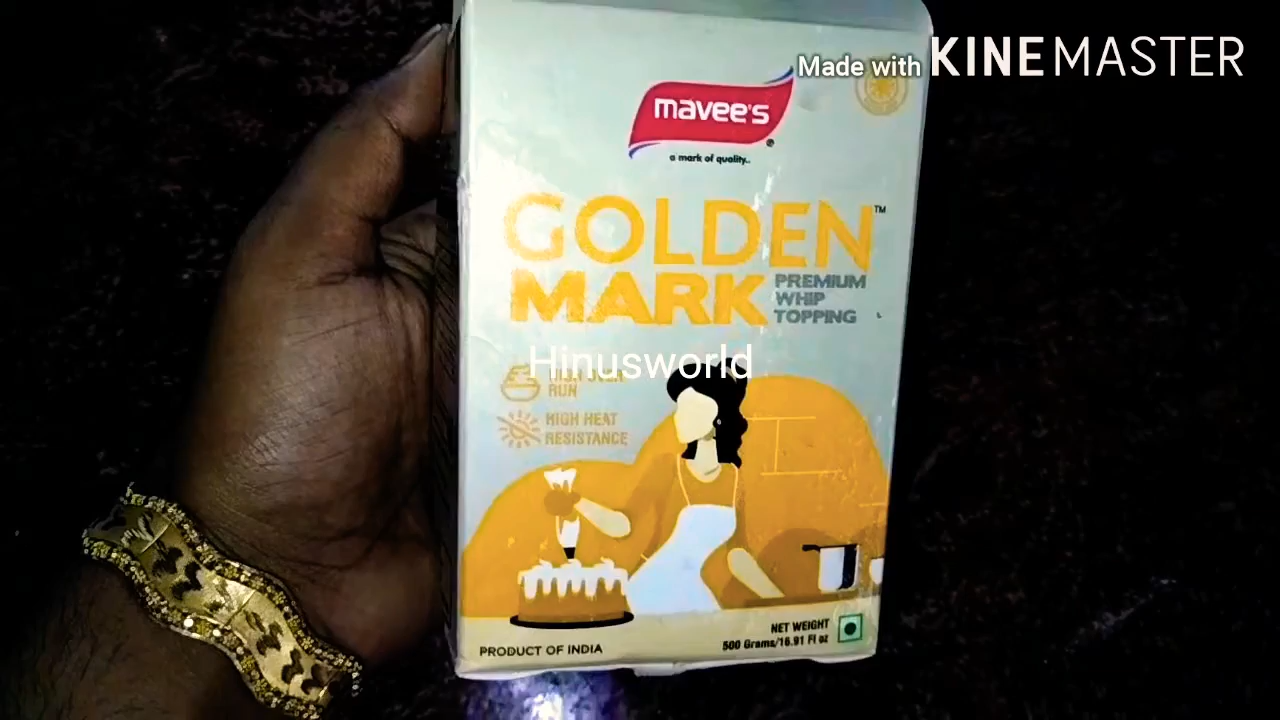 Made with KINEMASTER
mavee's
a mark of quality..
GOLDEN™
MARK
PREMIUM
WHIP
TOPPING
Hinusworld
RUN
HIGH HEAT
RESISTANCE
NET WEIGHT
500 Grams/16.91 Fl oz
PRODUCT OF INDIA